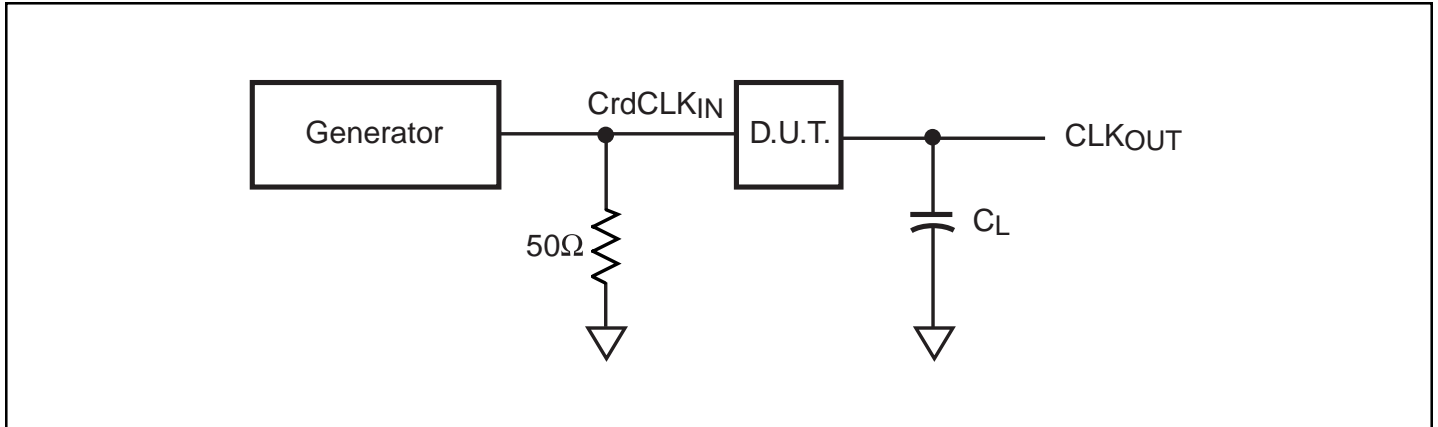 Generator
CrdCLKIN
D.U.T.
CLKOUT
50Ω
CL